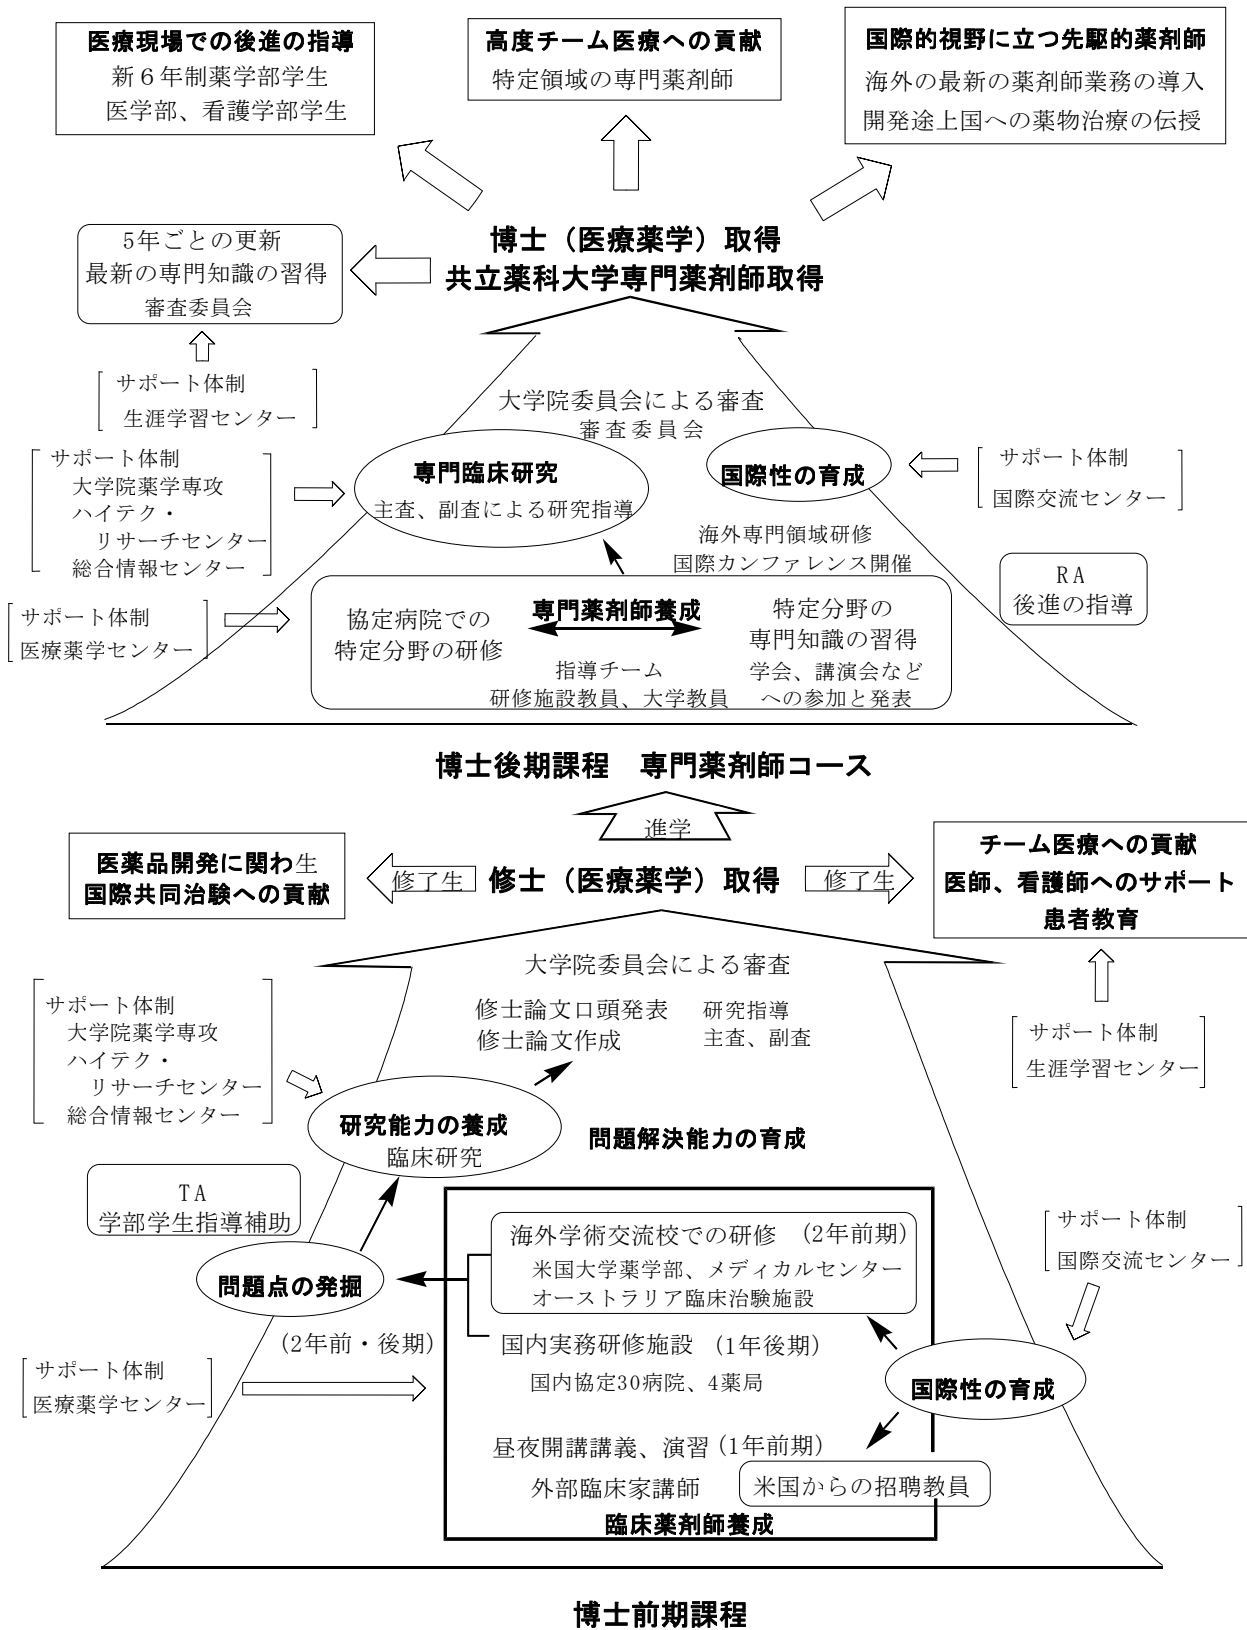 医療現場での後進の指導
新６年制薬学部学生
医学部、看護学部学生
高度チーム医療への貢献
特定領域の専門薬剤師
国際的視野に立つ先駆的薬剤師
海外の最新の薬剤師業務の導入
開発途上国への薬物治療の伝授
博士（医療薬学）取得
共立薬科大学専門薬剤師取得
5年ごとの更新
最新の専門知識の習得
審査委員会
サポート体制
生涯学習センター
大学院委員会による審査
審査委員会
サポート体制
大学院薬学専攻
ハイテク・
リサーチセンター
総合情報センター
専門臨床研究
主査、副査による研究指導
国際性の育成
サポート体制
国際交流センター
海外専門領域研修
国際カンファレンス開催
RA
後進の指導
サポート体制
医療薬学センター
協定病院での
特定分野の研修
専門薬剤師養成
特定分野の
専門知識の習得
指導チーム
研修施設教員、大学教員
学会、講演会など
への参加と発表
博士後期課程　専門薬剤師コース
進学
医薬品開発に関わ生
国際共同治験への貢献
修了生
修士（医療薬学）取得
修了生
チーム医療への貢献
医師、看護師へのサポート
患者教育
大学院委員会による審査
修士論文口頭発表
修士論文作成
研究指導
主査、副査
サポート体制
大学院薬学専攻
ハイテク・
リサーチセンター
総合情報センター
サポート体制
生涯学習センター
研究能力の養成
臨床研究
問題解決能力の育成
TA
学部学生指導補助
問題点の発掘
(2年前・後期)
海外学術交流校での研修　(2年前期)
米国大学薬学部、メディカルセンター
オーストラリア臨床治験施設
サポート体制
国際交流センター
国内実務研修施設　(1年後期)
国内協定30病院、4薬局
国際性の育成
サポート体制
医療薬学センター
昼夜開講講義、演習 (1年前期)
外部臨床家講師
米国からの招聘教員
臨床薬剤師養成
博士前期課程